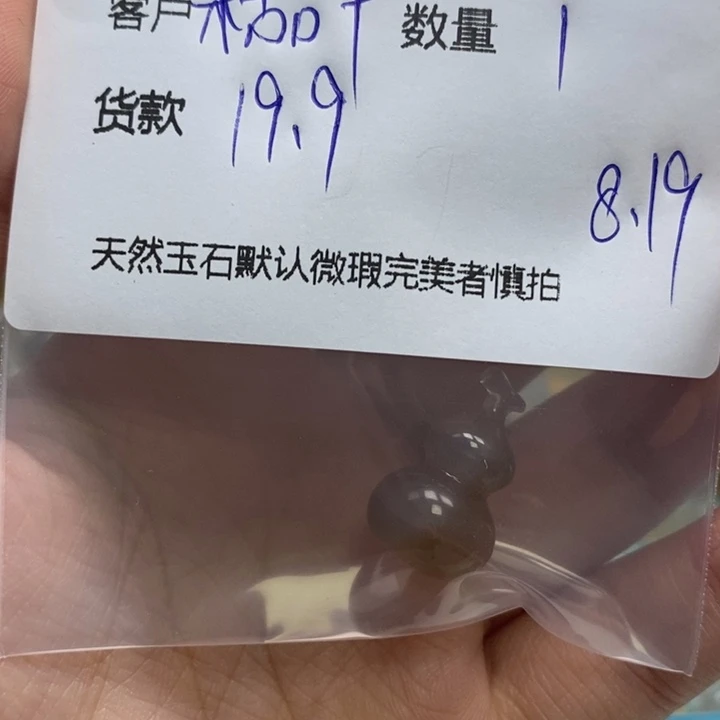 客户 数量 1
货款 19.9
8.19
天然玉石默认微瑕完美者慎拍